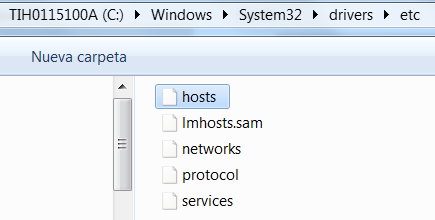 TIH0115100A (C:) ▶ Windows ▶ System32 ▶ drivers ▶ etc
Nueva carpeta
hosts
lmhosts.sam
networks
protocol
services